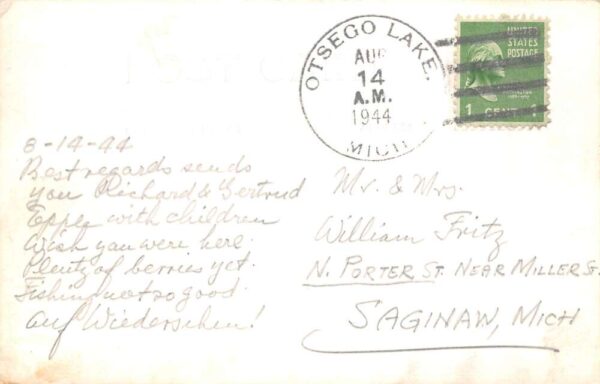 OTSEGO LAKE,
AUG
14
A.M.
1944
MICH
UNITED
STATES
POSTAGE
1 CENT
8-14-44
Best regards sends
you Richard & Gertrud
Epple with children
Wish you were here.
Plenty of berries yet.
Fishing not so good.
auf Wiedersehen!
Mr. & Mrs.
William Fritz
N. PORTER ST. NEAR MILLER ST.
SAGINAW, MICH